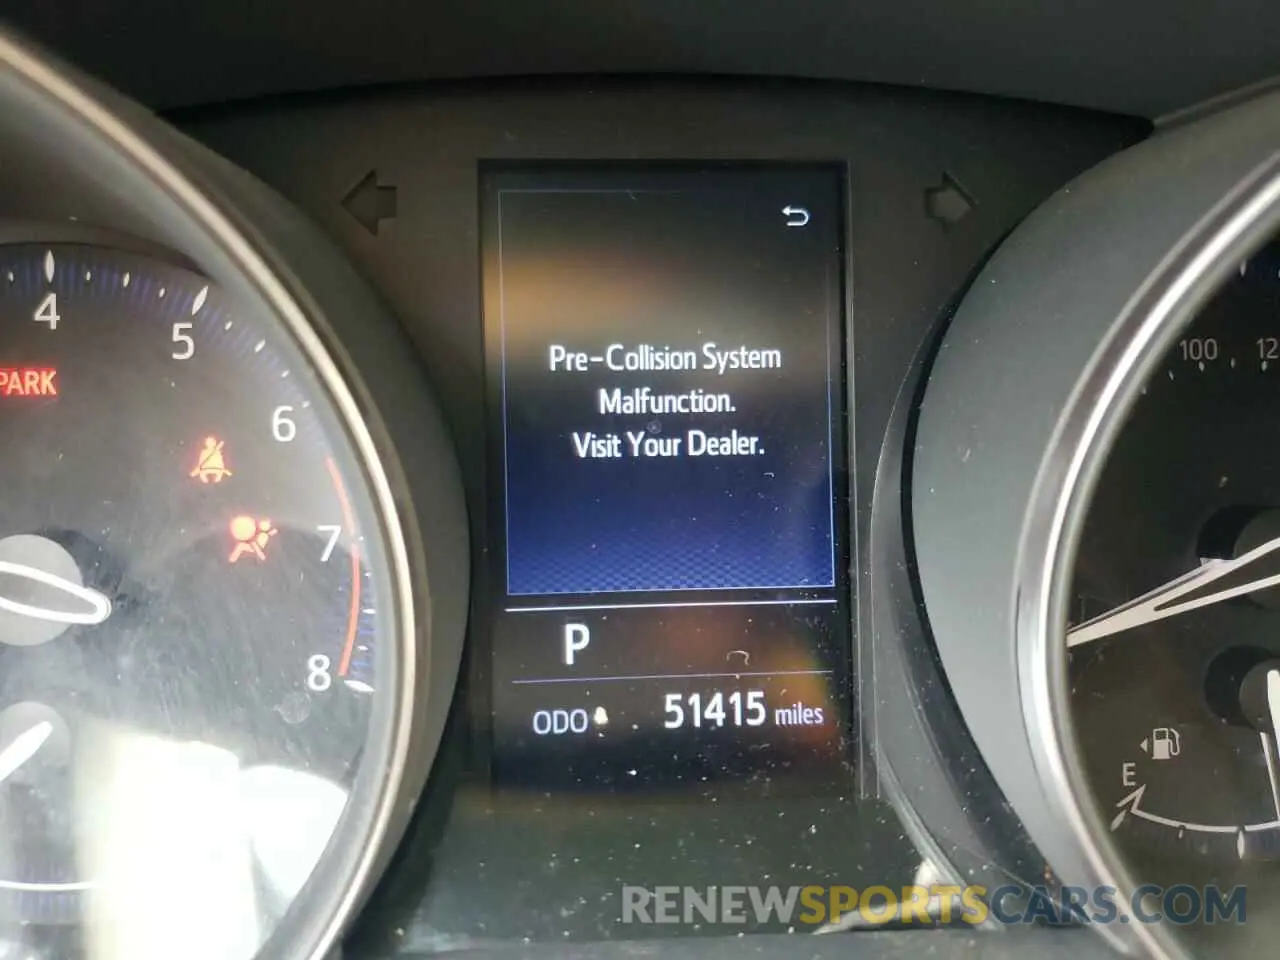 4
5
6
7
8
PARK
Pre-Collision System
Malfunction.
Visit Your Dealer.
P
ODO 51415 miles
100
E
RENEWSPORTSCARS.COM